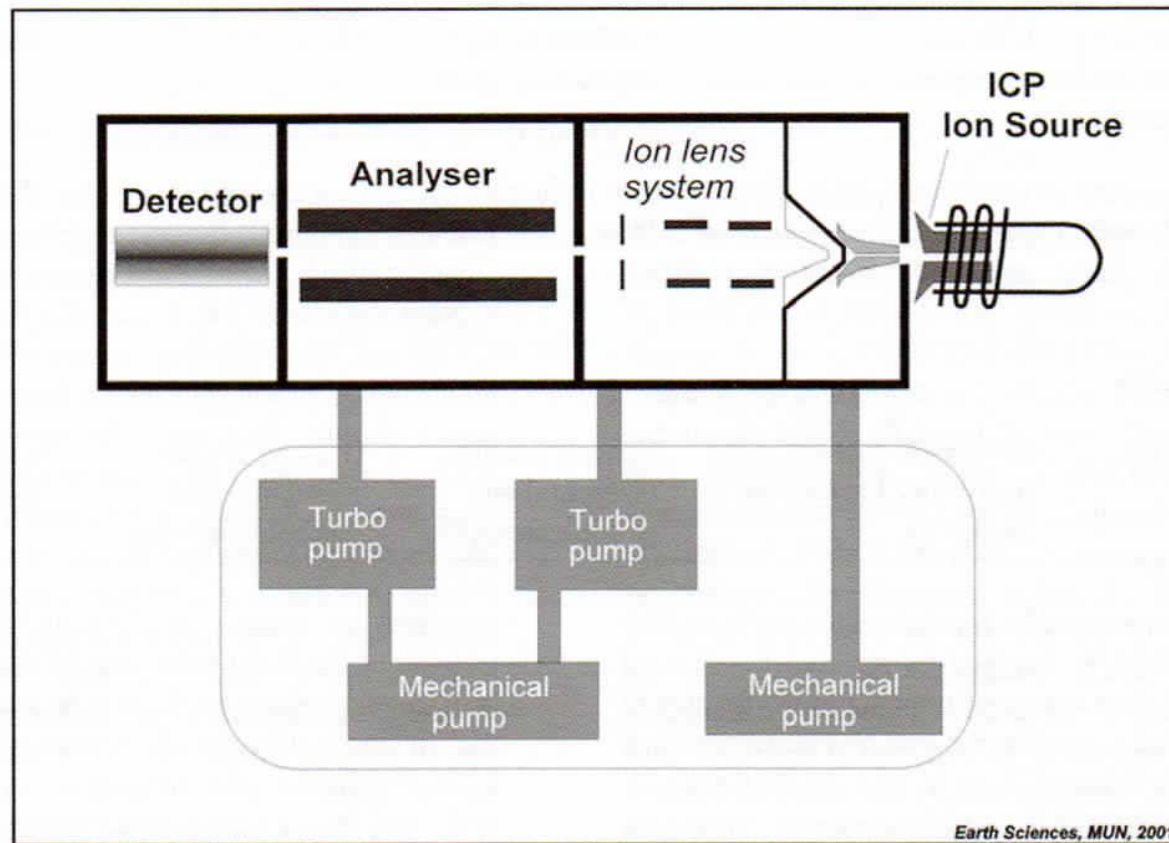 ICP
Ion Source
Ion lens
system
Analyser
Detector
Turbo
pump
Turbo
pump
Mechanical
pump
Mechanical
pump
Earth Sciences, MUN, 2001